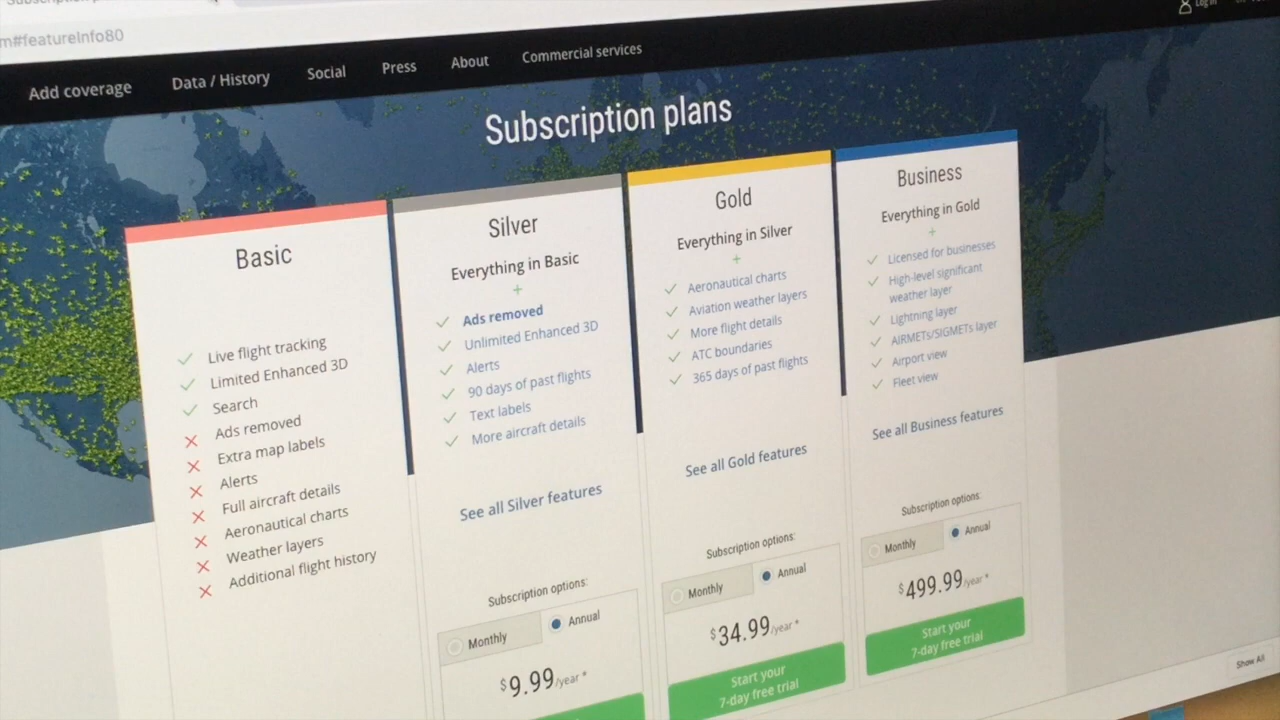 m#featureInfo80
Log in
Add coverage
Data / History
Social
Press
About
Commercial services
Subscription plans
Basic
Live flight tracking
Limited Enhanced 3D
Search
Ads removed
Extra map labels
Alerts
Full aircraft details
Aeronautical charts
Weather layers
Additional flight history
Silver
Everything in Basic
+
Ads removed
Unlimited Enhanced 3D
Alerts
90 days of past flights
Text labels
More aircraft details
See all Silver features
Subscription options:
Monthly
Annual
$9.99/year *
Gold
Everything in Silver
+
Aeronautical charts
Aviation weather layers
More flight details
ATC boundaries
365 days of past flights
See all Gold features
Subscription options:
Monthly
Annual
$34.99/year *
Start your
7-day free trial
Business
Everything in Gold
+
Licensed for businesses
High-level significant
weather layer
Lightning layer
AIRMETs/SIGMETs layer
Airport view
Fleet view
See all Business features
Subscription options:
Monthly
Annual
$499.99/year *
Start your
7-day free trial
Show All